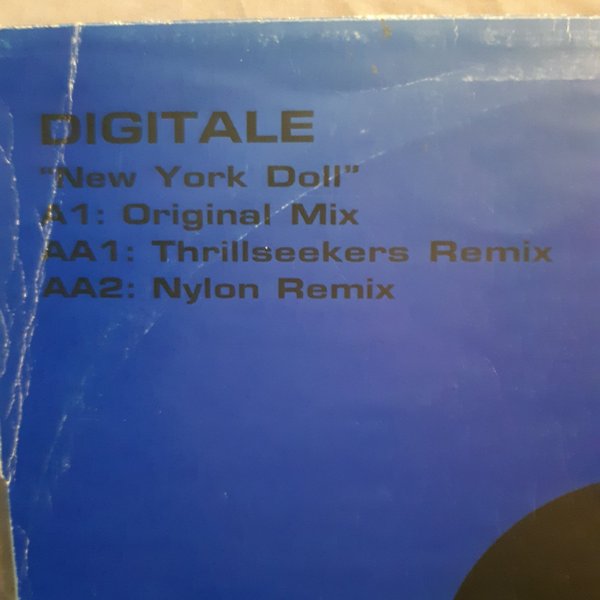 DIGITALE
"New York Doll"
A1: Original Mix
AA1: Thrillseekers Remix
AA2: Nylon Remix